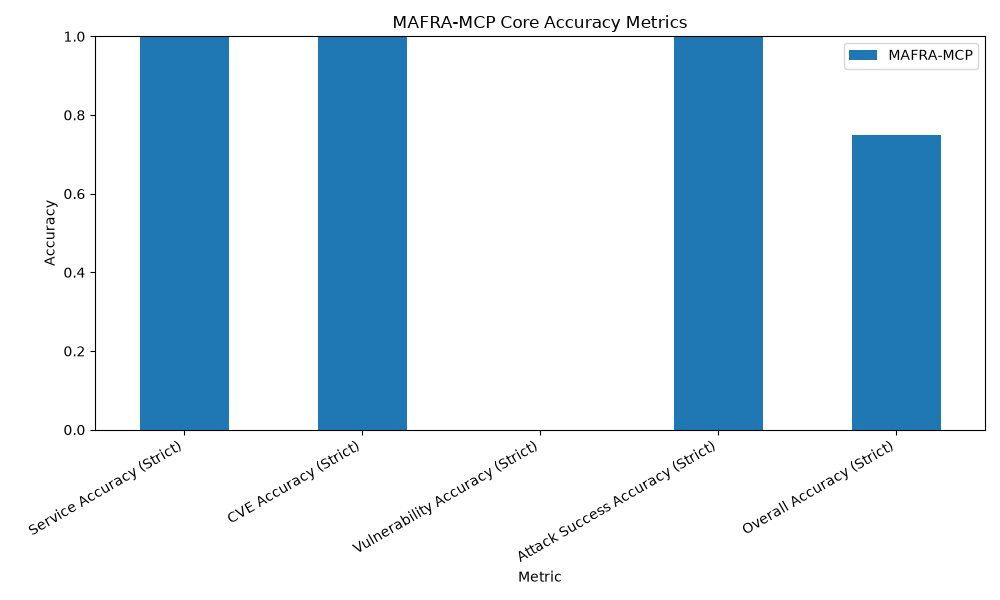 MAFRA-MCP Core Accuracy Metrics
MAFRA-MCP
Accuracy
1.0
0.8
0.6
0.4
0.2
0.0
Service Accuracy (Strict)
CVE Accuracy (Strict)
Vulnerability Accuracy (Strict)
Attack Success Accuracy (Strict)
Overall Accuracy (Strict)
Metric